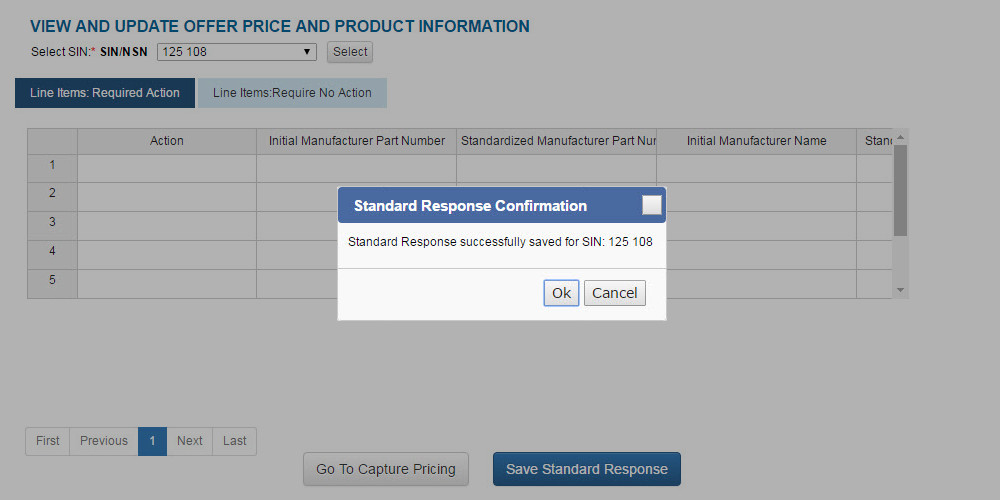 VIEW AND UPDATE OFFER PRICE AND PRODUCT INFORMATION
Select SIN:* SIN/NSN 125 108 Select
Line Items: Required Action Line Items:Require No Action
Action Initial Manufacturer Part Number Standardized Manufacturer Part Nur Initial Manufacturer Name Stand
1
2
3
4
5
Standard Response Confirmation
Standard Response successfully saved for SIN: 125 108
Ok Cancel
First Previous 1 Next Last
Go To Capture Pricing Save Standard Response